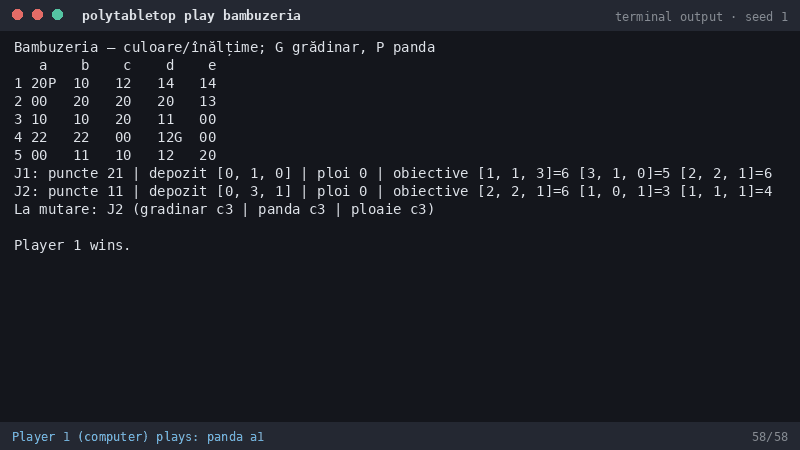 polytabletop play bambuzeria
terminal output · seed 1
Bambuzeria — culoare/înălțime; G grădinar, P panda
a b c d e
1 20P 10 12 14 14
2 00 20 20 20 13
3 10 10 20 11 00
4 22 22 00 12G 00
5 00 11 10 12 20
J1: puncte 21 | depozit [0, 1, 0] | ploi 0 | obiective [1, 1, 3]=6 [3, 1, 0]=5 [2, 2, 1]=6
J2: puncte 11 | depozit [0, 3, 1] | ploi 0 | obiective [2, 2, 1]=6 [1, 0, 1]=3 [1, 1, 1]=4
La mutare: J2 (gradinar c3 | panda c3 | ploaie c3)
Player 1 wins.
Player 1 (computer) plays: panda a1
58/58